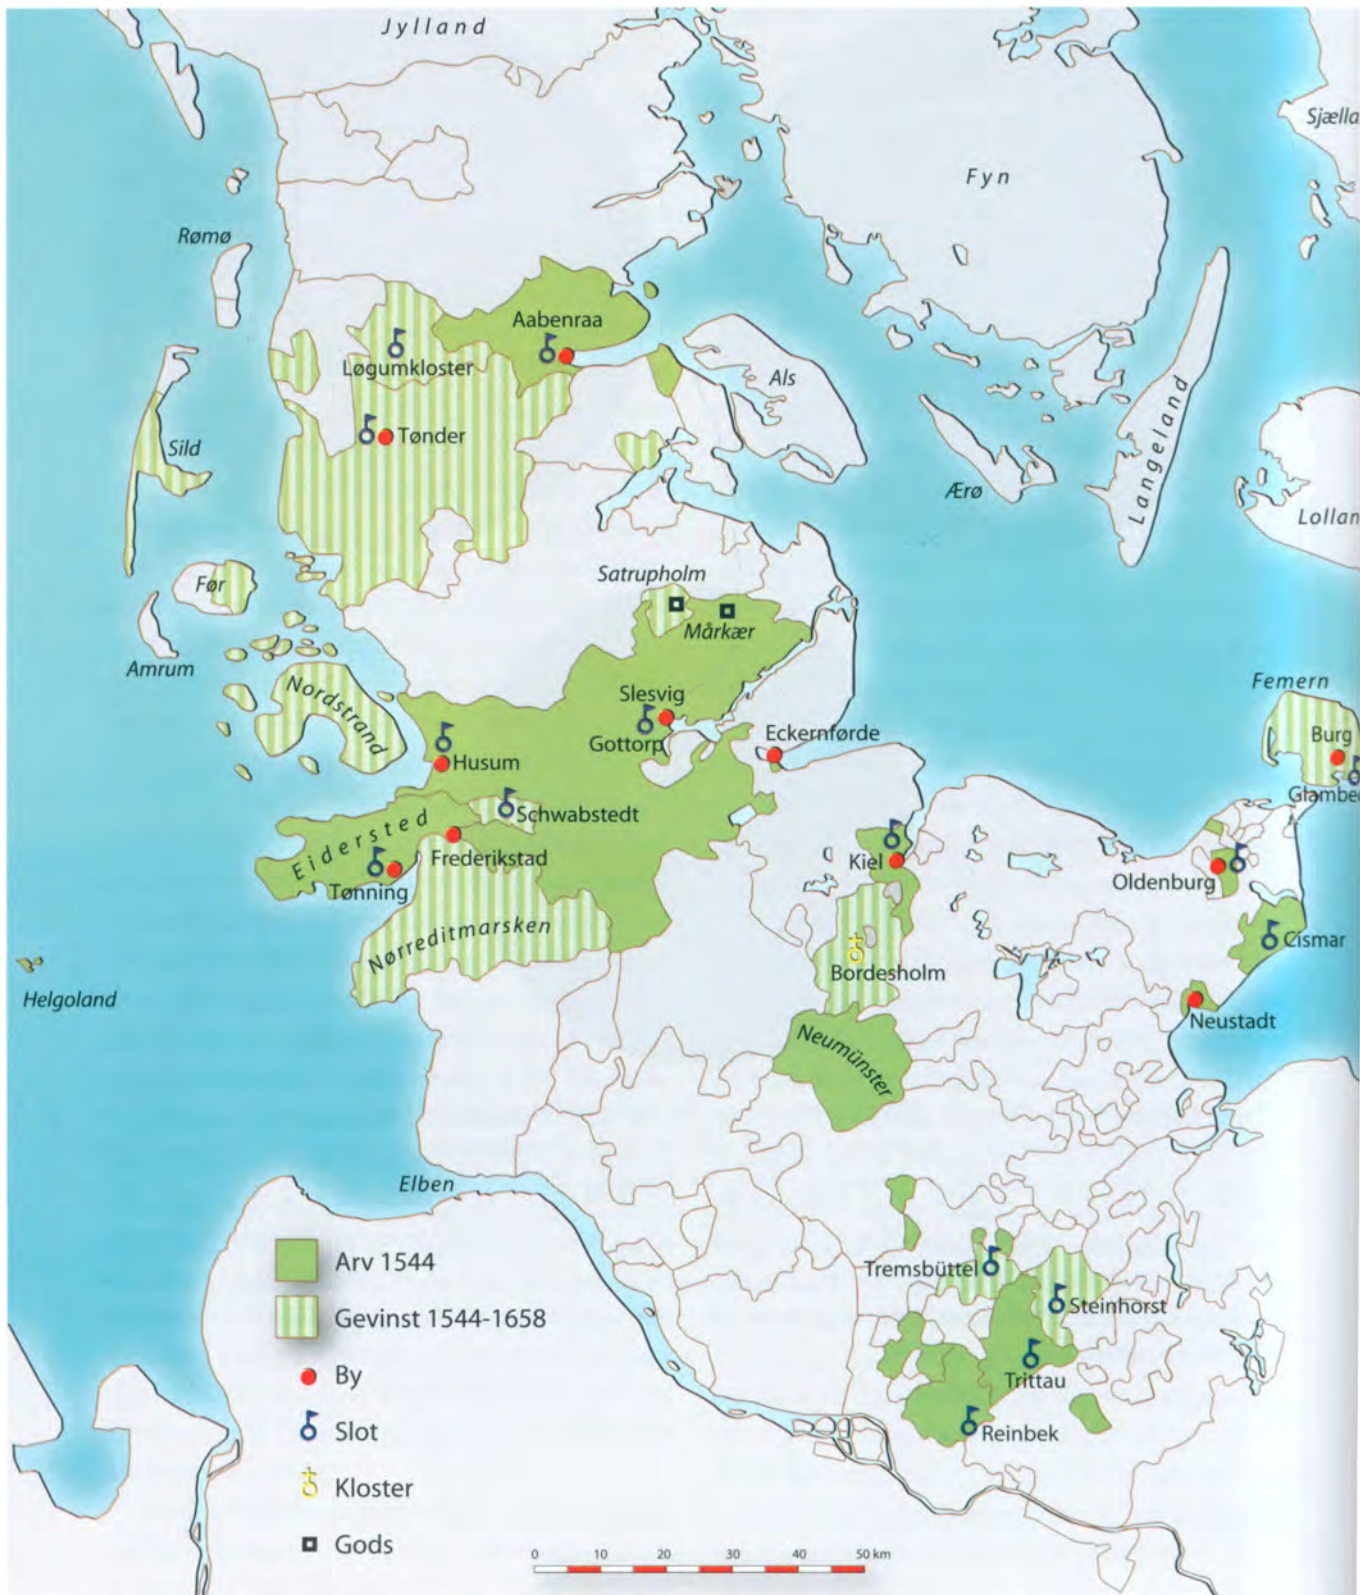 Jylland
Sjælla
Fyn
Rømø
Aabenraa
Løgumkloster
Als
Langeland
Tønder
Sild
Ærø
Lollan
Satrupholm
Før
Mårkær
Amrum
Nordstrand
Femern
Slesvig
Gottorp
Eckernførde
Burg
Husum
Glambe
Schwabstedt
Eidersted
Frederikstad
Kiel
Tønning
Oldenburg
Nørreditmarsken
Cismar
Bordesholm
Helgoland
Neustadt
Neumünster
Elben
Arv 1544
Tremsbüttel
Gevinst 1544-1658
Steinhorst
By
Trittau
Slot
Reinbek
Kloster
Gods
0 10 20 30 40 50 km